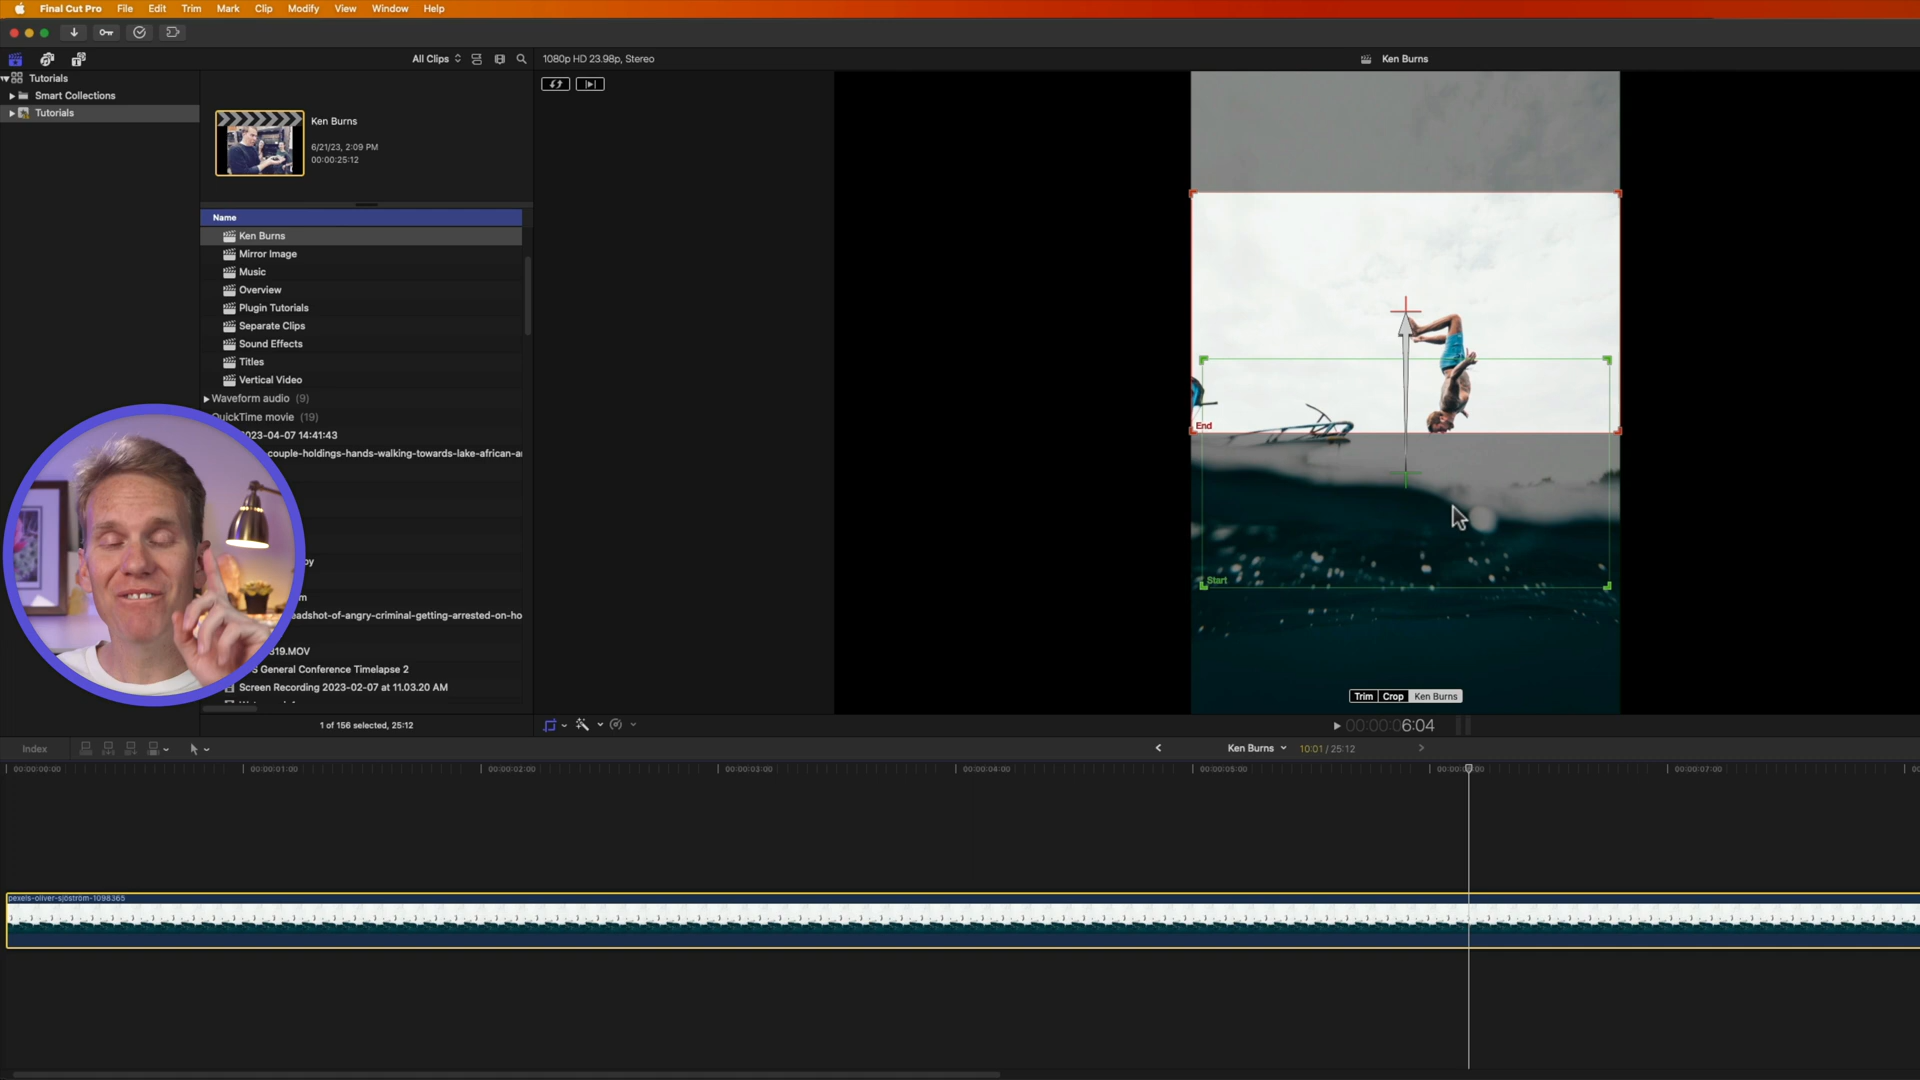 Final Cut Pro File Edit Trim Mark Clip Modify View Window Help
All Clips
1080p HD 23.98p, Stereo
Ken Burns
Tutorials
Smart Collections
Tutorials
Ken Burns
6/21/23, 2:09 PM
00:00:25:12
Name
Ken Burns
Mirror Image
Music
Overview
Plugin Tutorials
Separate Clips
Sound Effects
Titles
Vertical Video
Waveform audio (9)
QuickTime movie (19)
2023-04-07 14:41:43
couple-holdings-hands-walking-towards-lake-african-a
adshot-of-angry-criminal-getting-arrested-on-ho
19.MOV
General Conference Timelapse 2
Screen Recording 2023-02-07 at 11.03.20 AM
1 of 156 selected, 25:12
End
Start
Trim Crop Ken Burns
00:00:06:04
Index
Ken Burns 10:01 / 25:12
00:00:00:00 00:00:01:00 00:00:02:00 00:00:03:00 00:00:04:00 00:00:05:00 00:00:07:00
pexels-oliver-sjöström-1098365